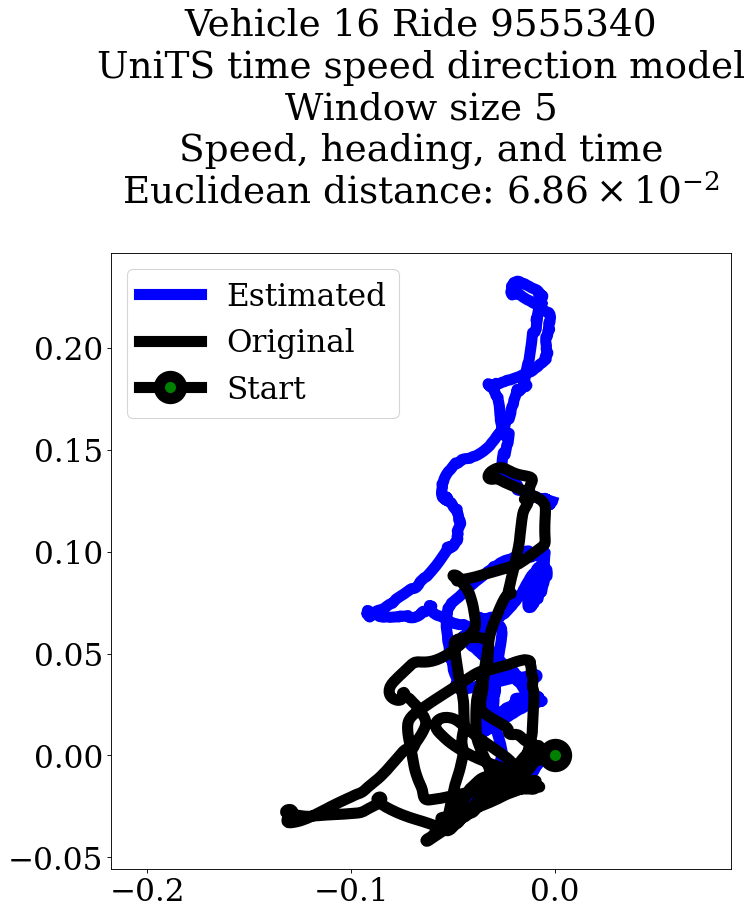 Vehicle 16 Ride 9555340
UniTS time speed direction model
Window size 5
Speed, heading, and time
Euclidean distance: 6.86 × 10⁻²
Estimated
Original
Start
0.20
0.15
0.10
0.05
0.00
−0.05
−0.2
−0.1
0.0